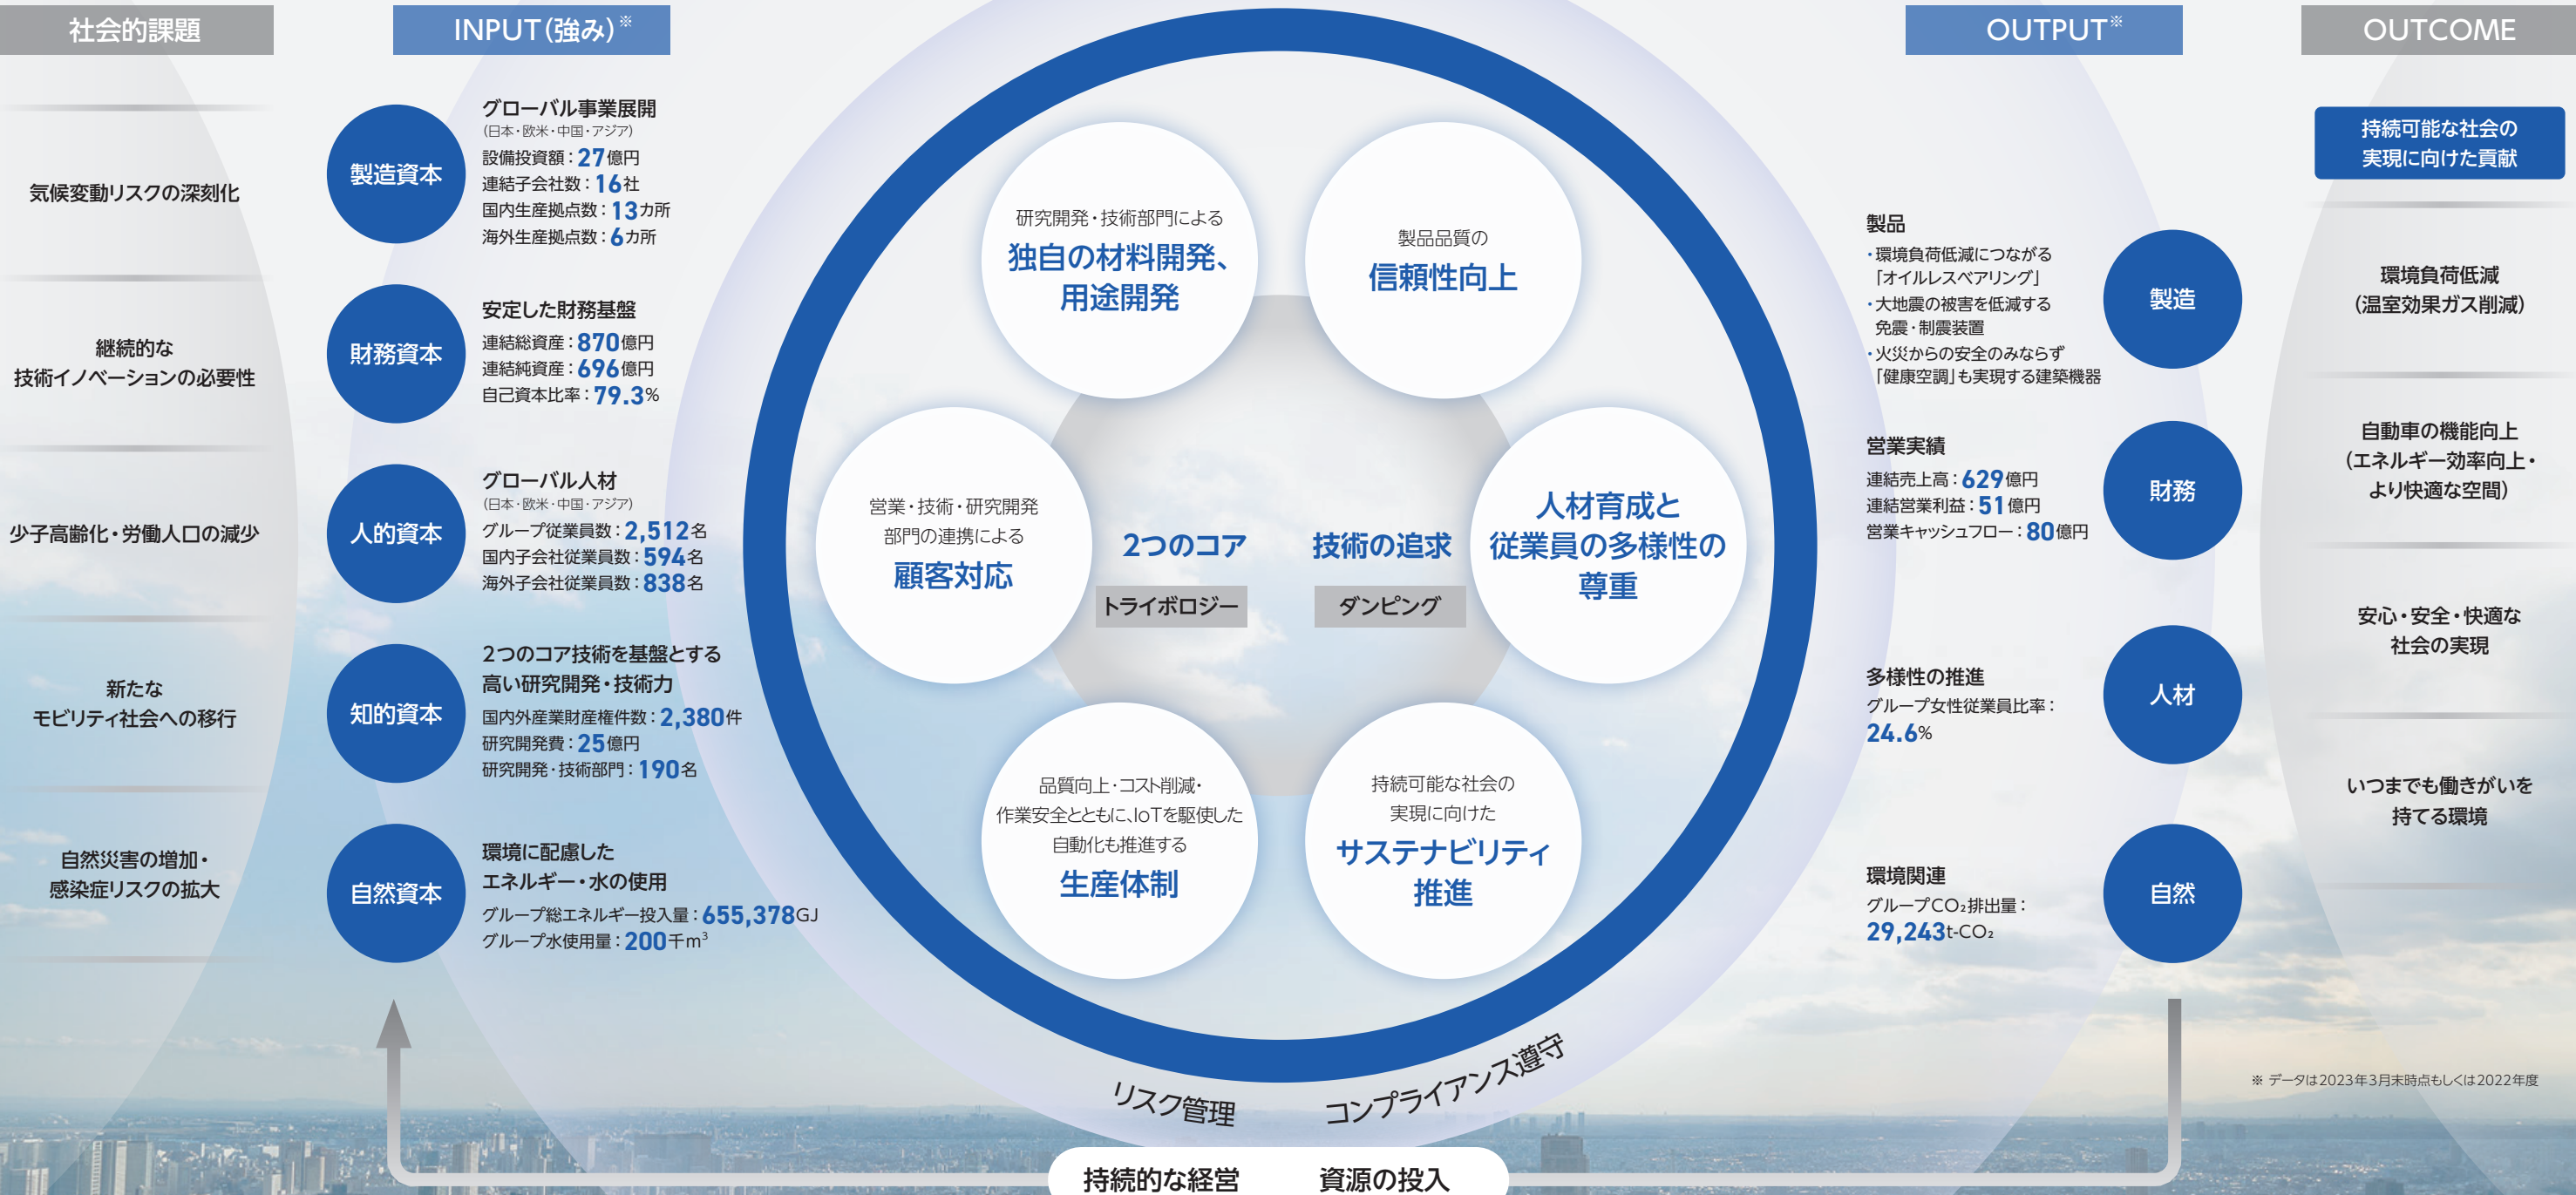 社会的課題
気候変動リスクの深刻化
継続的な
技術イノベーションの必要性
少子高齢化・労働人口の減少
新たな
モビリティ社会への移行
自然災害の増加・
感染症リスクの拡大
INPUT（強み）※
製造資本
グローバル事業展開
（日本・欧米・中国・アジア）
設備投資額：27億円
連結子会社数：16社
国内生産拠点数：13カ所
海外生産拠点数：6カ所
財務資本
安定した財務基盤
連結総資産：870億円
連結純資産：696億円
自己資本比率：79.3%
人的資本
グローバル人材
（日本・欧米・中国・アジア）
グループ従業員数：2,512名
国内子会社従業員数：594名
海外子会社従業員数：838名
知的資本
2つのコア技術を基盤とする
高い研究開発・技術力
国内外産業財産権件数：2,380件
研究開発費：25億円
研究開発・技術部門：190名
自然資本
環境に配慮した
エネルギー・水の使用
グループ総エネルギー投入量：655,378GJ
グループ水使用量：200千m³
研究開発・技術部門による
独自の材料開発、
用途開発
製品品質の
信頼性向上
営業・技術・研究開発
部門の連携による
顧客対応
2つのコア 技術の追求
トライボロジー ダンピング
人材育成と
従業員の多様性の
尊重
品質向上・コスト削減・
作業安全とともに、IoTを駆使した
自動化も推進する
生産体制
持続可能な社会の
実現に向けた
サステナビリティ
推進
リスク管理 コンプライアンス遵守
持続的な経営 資源の投入
OUTPUT※
製品
・環境負荷低減につながる
「オイルレスベアリング」
・大地震の被害を低減する
免震・制震装置
・火災からの安全のみならず
「健康空調」も実現する建築機器
製造
営業実績
連結売上高：629億円
連結営業利益：51億円
営業キャッシュフロー：80億円
財務
多様性の推進
グループ女性従業員比率：
24.6%
人材
環境関連
グループCO₂排出量：
29,243t-CO₂
自然
OUTCOME
持続可能な社会の
実現に向けた貢献
環境負荷低減
（温室効果ガス削減）
自動車の機能向上
（エネルギー効率向上・
より快適な空間）
安心・安全・快適な
社会の実現
いつまでも働きがいを
持てる環境
※ データは2023年3月末時点もしくは2022年度